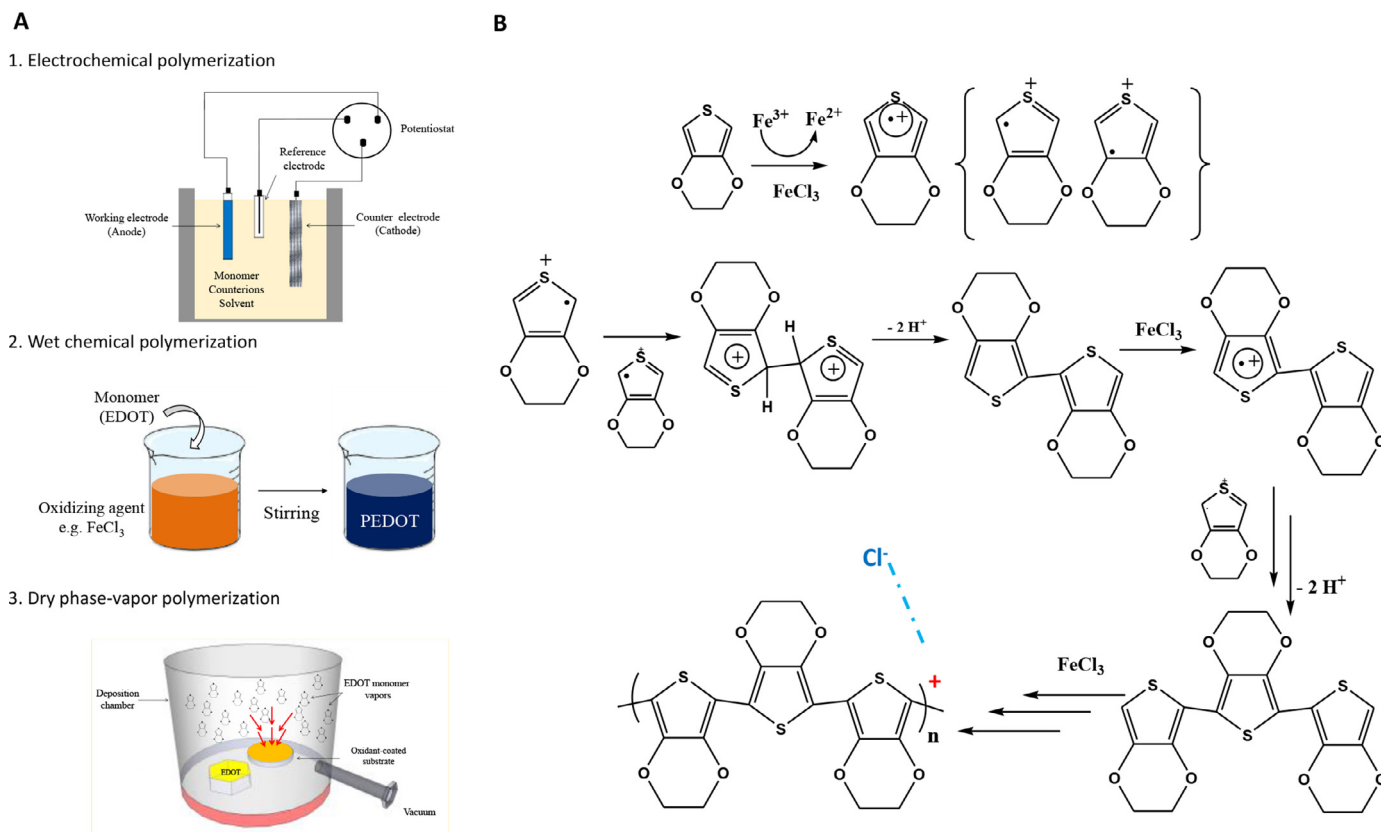 A
1. Electrochemical polymerization
Potentiostat
Reference
electrode
Working electrode
(Anode)
Counter electrode
(Cathode)
Monomer
Counterions
Solvent
2. Wet chemical polymerization
Monomer
(EDOT)
Oxidizing agent
e.g. FeCl3
Stirring
PEDOT
3. Dry phase-vapor polymerization
Deposition
chamber
EDOT monomer
vapors
Oxidant-coated
substrate
EDOT
Vacuum
B
S
O
O
Fe3+
Fe2+
FeCl3
S
•+
O
O
S
+
•
O
O
S
+
•
O
O
S
+
•
O
O
S
+
•
O
O
O
O
+
S
H
H
S
+
O
O
- 2 H+
O
O
S
S
O
O
FeCl3
O
O
•+
S
S
O
O
S
+
O
O
- 2 H+
O
O
S
S
S
O
O
O
O
FeCl3
Cl-
+
O
O
S
S
S
n
O
O
O
O